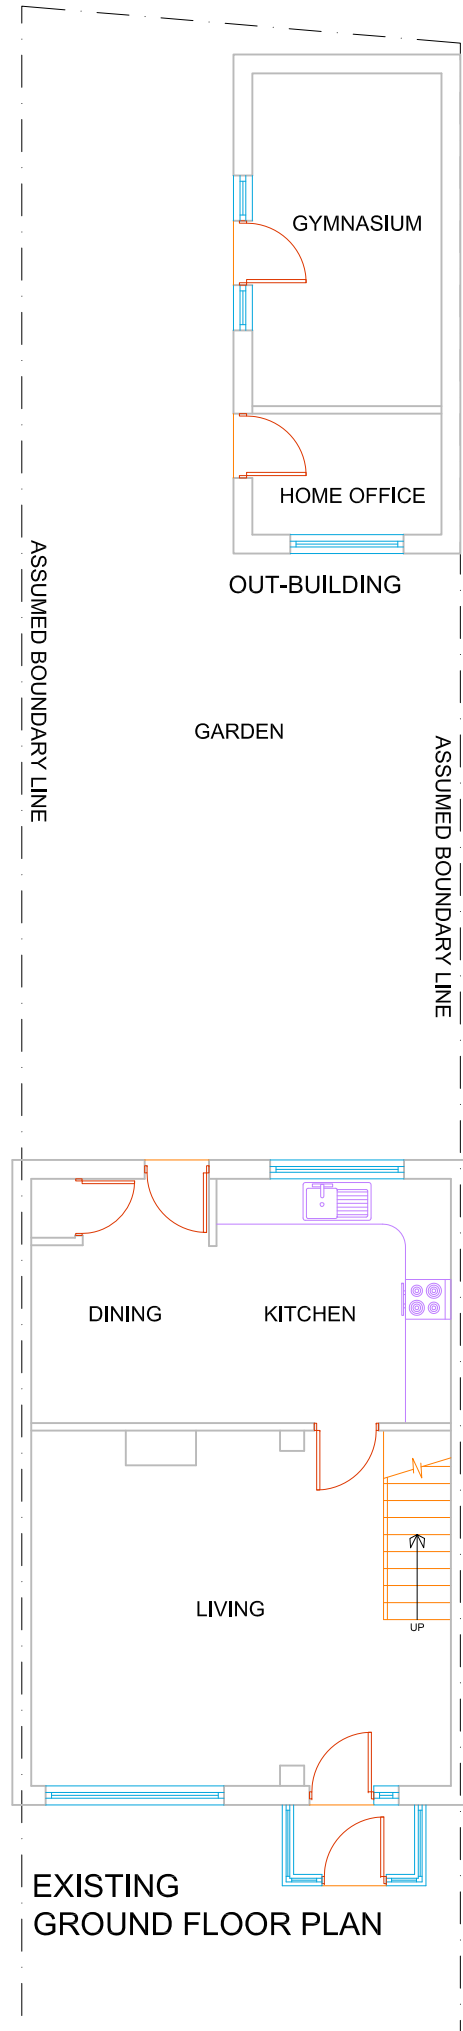 GYMNASIUM
HOME OFFICE
OUT-BUILDING
ASSUMED BOUNDARY LINE
GARDEN
ASSUMED BOUNDARY LINE
DINING
KITCHEN
LIVING
UP
EXISTING
GROUND FLOOR PLAN